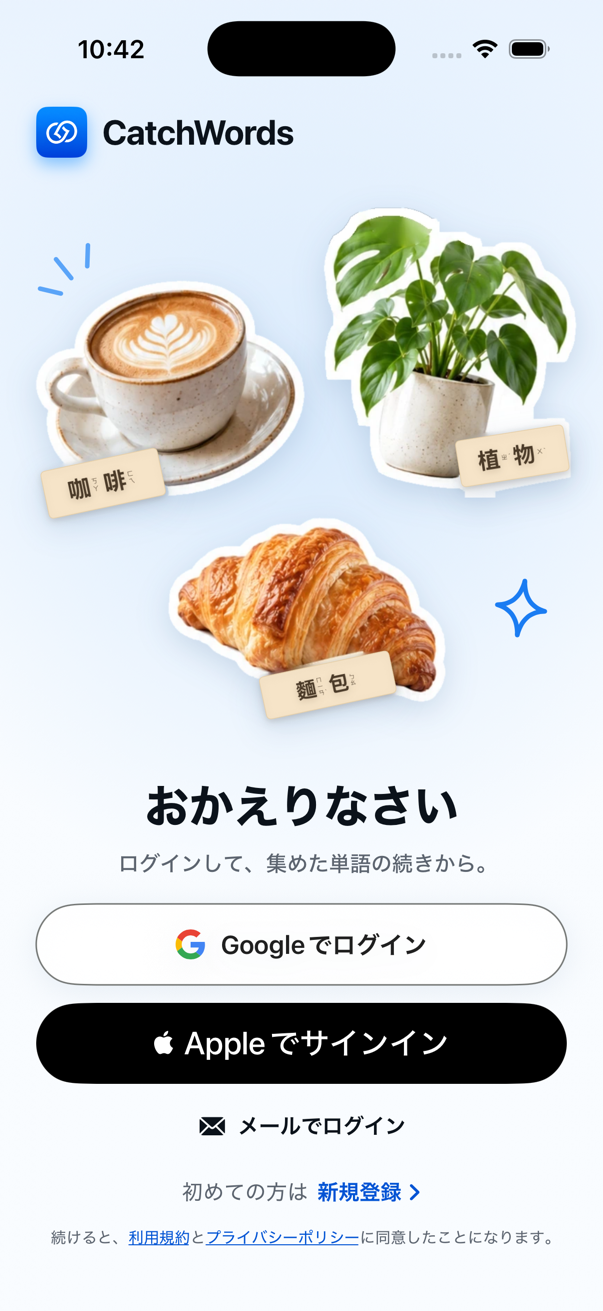 10:42
CatchWords
咖啡
植物
麵包
おかえりなさい
ログインして、集めた単語の続きから。
Googleでログイン
Appleでサインイン
メールでログイン
初めての方は 新規登録
続けると、利用規約とプライバシーポリシーに同意したことになります。